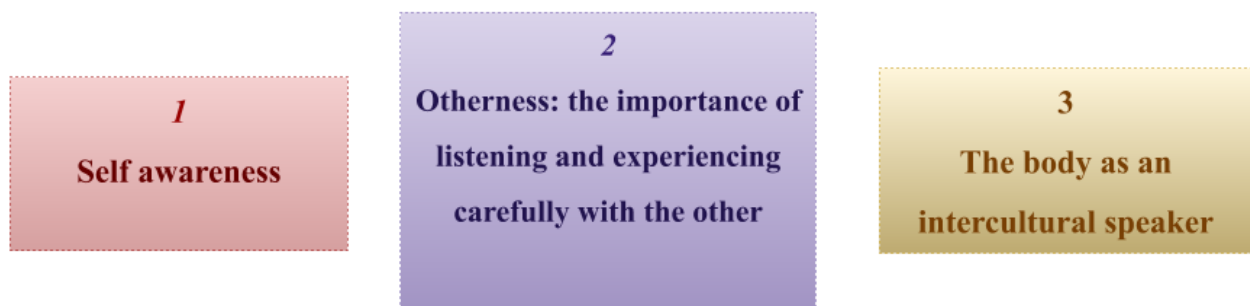 1
Self awareness
2
Otherness: the importance of
listening and experiencing
carefully with the other
3
The body as an
intercultural speaker